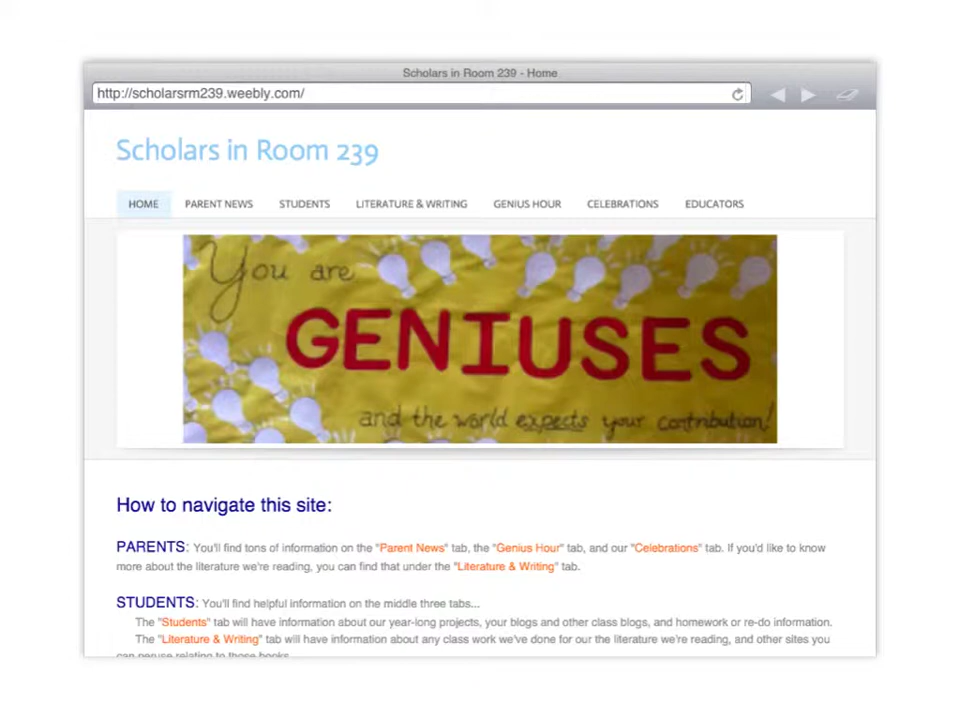 Scholars in Room 239 - Home
http://scholarsrm239.weebly.com/
Scholars in Room 239
HOME PARENT NEWS STUDENTS LITERATURE & WRITING GENIUS HOUR CELEBRATIONS EDUCATORS
You are
GENIUSES
and the world expects your contribution!
How to navigate this site:
PARENTS: You'll find tons of information on the "Parent News" tab, the "Genius Hour" tab, and our "Celebrations" tab. If you'd like to know
more about the literature we're reading, you can find that under the "Literature & Writing" tab.
STUDENTS: You'll find helpful information on the middle three tabs...
The "Students" tab will have information about our year-long projects, your blogs and other class blogs, and homework or re-do information.
The "Literature & Writing" tab will have information about any class work we've done for our the literature we're reading, and other sites you
can peruse relating to those books